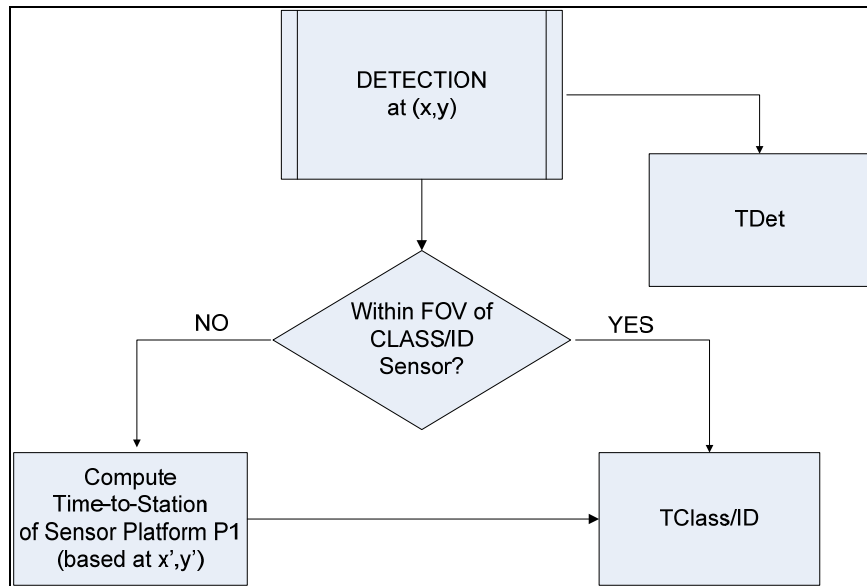 DETECTION
at (x,y)
TDet
Within FOV of
CLASS/ID
Sensor?
NO
YES
Compute
Time-to-Station
of Sensor Platform P1
(based at x’,y’)
TClass/ID